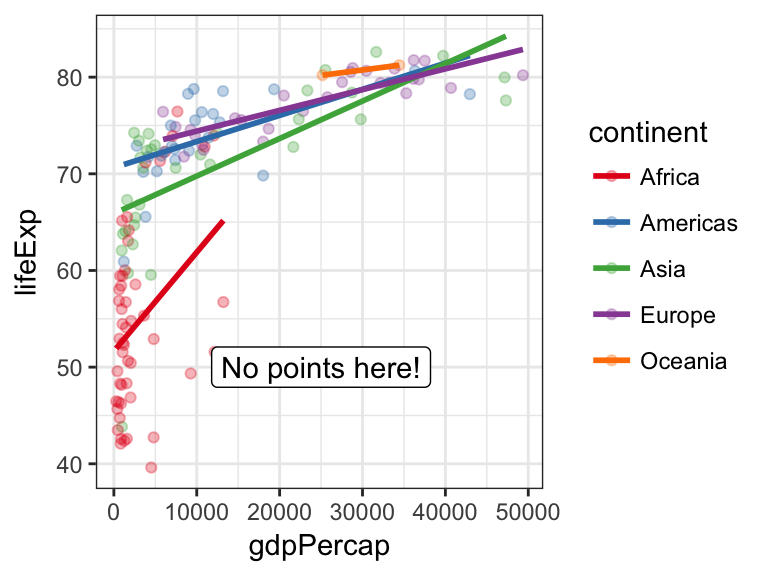 80
70
60
50
40
lifeExp
No points here!
0 10000 20000 30000 40000 50000
gdpPercap
continent
Africa
Americas
Asia
Europe
Oceania